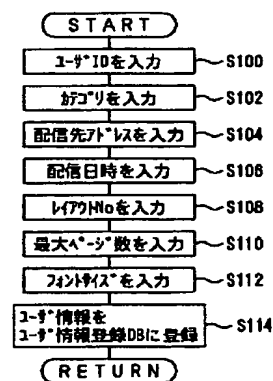 START
ﾕｰｻﾞIDを入力 S100
ｶﾃｺﾞﾘを入力 S102
配信先ｱﾄﾞﾚｽを入力 S104
配信日時を入力 S106
ﾚｲｱｳﾄNoを入力 S108
最大ﾍﾟｰｼﾞ数を入力 S110
ﾌｫﾝﾄｻｲｽﾞを入力 S112
ﾕｰｻﾞ情報を
ﾕｰｻﾞ情報登録DBに登録 S114
RETURN